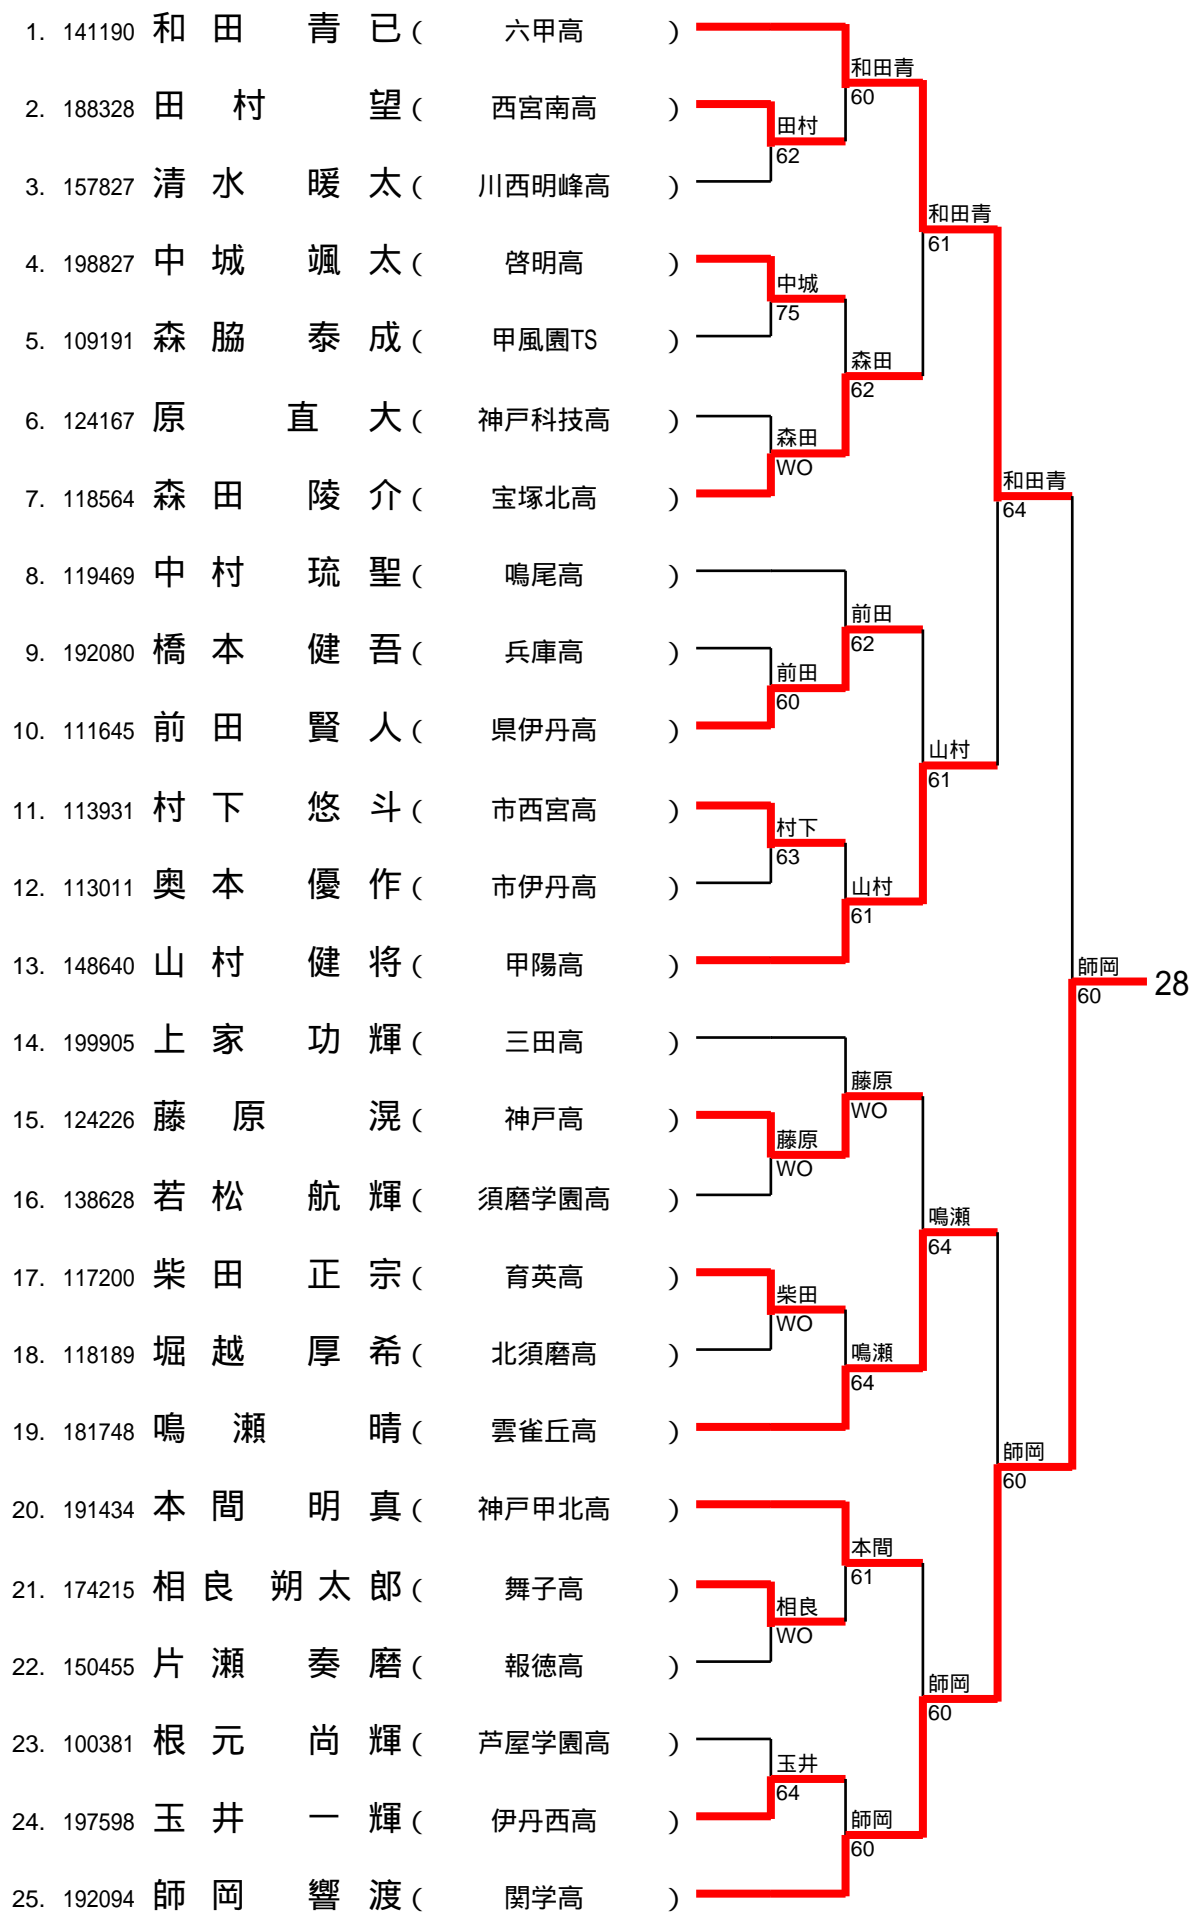 1. 141190 和田 青已 ( 六甲高 )
和田青
60
2. 188328 田村 望 ( 西宮南高 )
田村
62
3. 157827 清水 暖太 ( 川西明峰高 )
和田青
61
4. 198827 中城 颯太 ( 啓明高 )
中城
75
5. 109191 森脇 泰成 ( 甲風園TS )
森田
62
6. 124167 原 直大 ( 神戸科技高 )
森田
WO
7. 118564 森田 陵介 ( 宝塚北高 )
和田青
64
8. 119469 中村 琉聖 ( 鳴尾高 )
前田
62
9. 192080 橋本 健吾 ( 兵庫高 )
前田
60
10. 111645 前田 賢人 ( 県伊丹高 )
山村
61
11. 113931 村下 悠斗 ( 市西宮高 )
村下
63
12. 113011 奥本 優作 ( 市伊丹高 )
山村
61
13. 148640 山村 健将 ( 甲陽高 )
師岡
60
28
14. 199905 上家 功輝 ( 三田高 )
藤原
WO
15. 124226 藤原 滉 ( 神戸高 )
藤原
WO
16. 138628 若松 航輝 ( 須磨学園高 )
鳴瀬
64
17. 117200 柴田 正宗 ( 育英高 )
柴田
WO
18. 118189 堀越 厚希 ( 北須磨高 )
鳴瀬
64
19. 181748 鳴瀬 晴 ( 雲雀丘高 )
師岡
60
20. 191434 本間 明真 ( 神戸甲北高 )
本間
61
21. 174215 相良 朔太郎 ( 舞子高 )
相良
WO
22. 150455 片瀬 奏磨 ( 報徳高 )
師岡
60
23. 100381 根元 尚輝 ( 芦屋学園高 )
玉井
64
24. 197598 玉井 一輝 ( 伊丹西高 )
師岡
60
25. 192094 師岡 響渡 ( 関学高 )